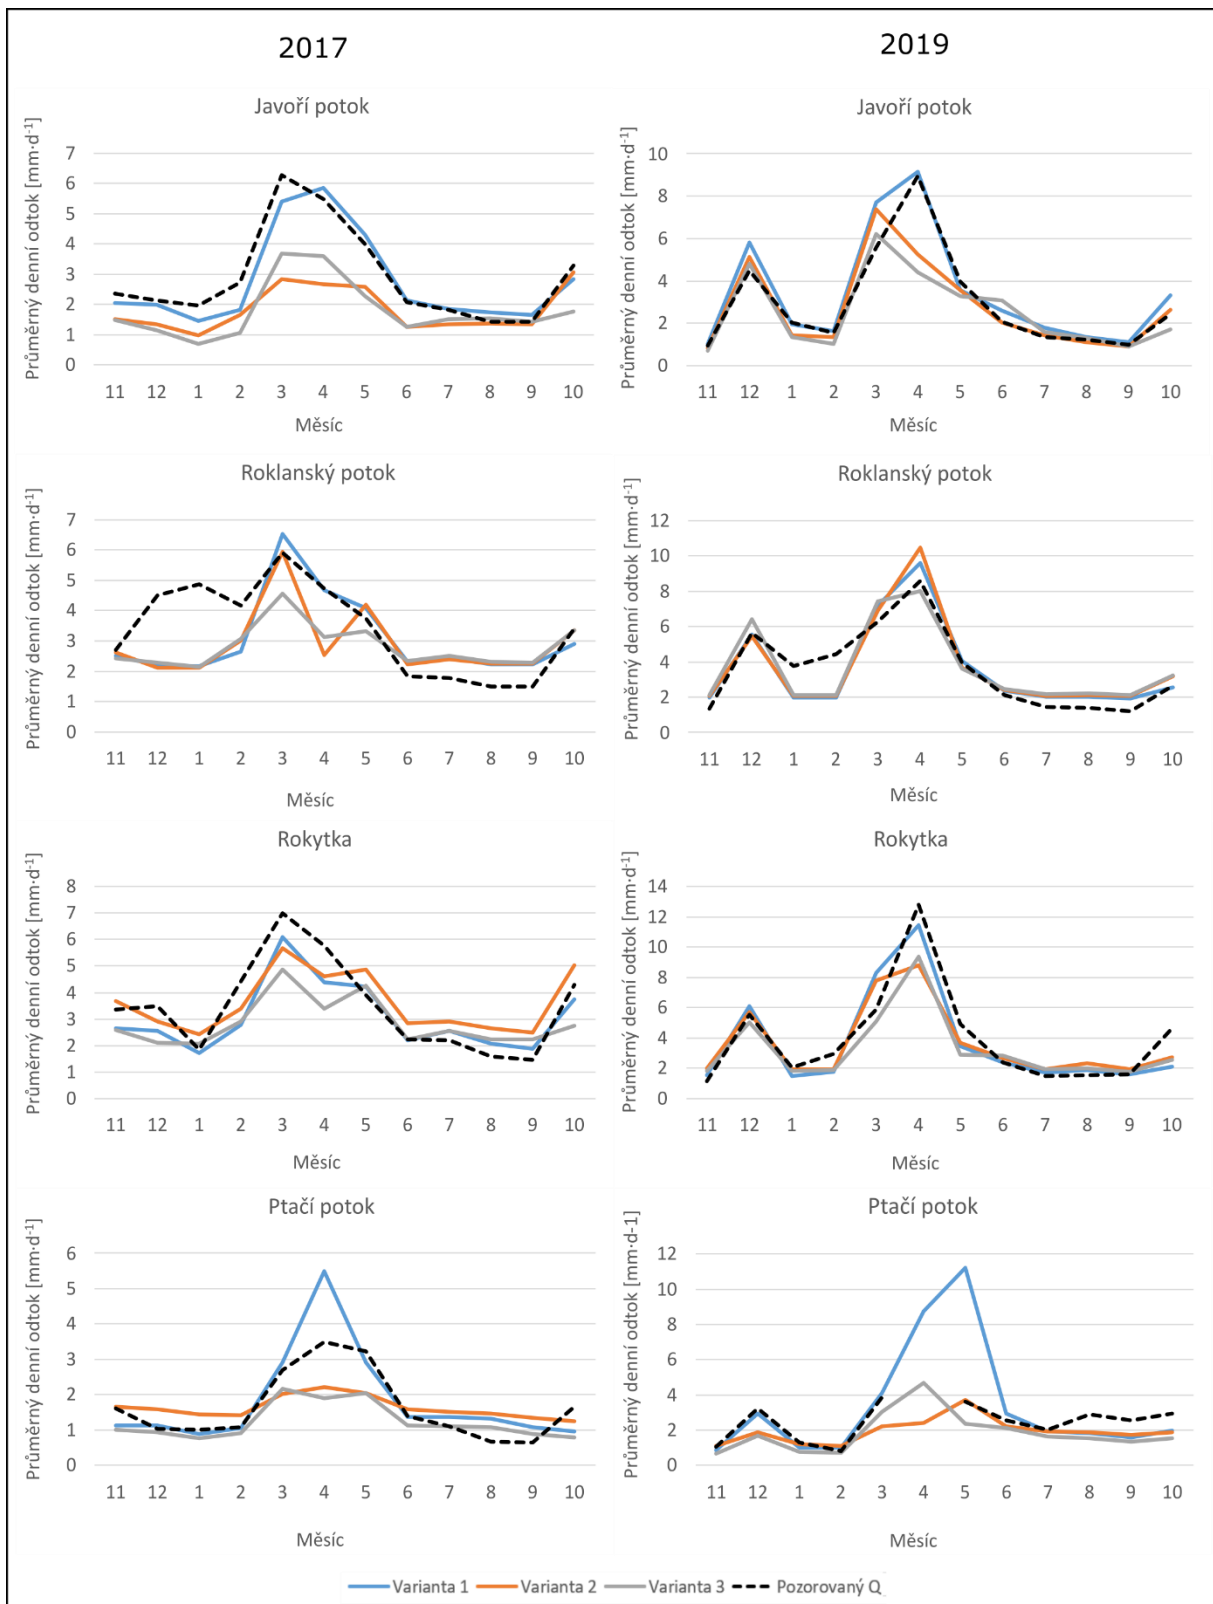 2017
2019
Javoří potok
Průměrný denní odtok [mm·d⁻¹]
7
6
5
4
3
2
1
0
11 12 1 2 3 4 5 6 7 8 9 10
Měsíc
Javoří potok
Průměrný denní odtok [mm·d⁻¹]
10
8
6
4
2
0
11 12 1 2 3 4 5 6 7 8 9 10
Měsíc
Roklanský potok
Průměrný denní odtok [mm·d⁻¹]
7
6
5
4
3
2
1
0
11 12 1 2 3 4 5 6 7 8 9 10
Měsíc
Roklanský potok
Průměrný denní odtok [mm·d⁻¹]
12
10
8
6
4
2
0
11 12 1 2 3 4 5 6 7 8 9 10
Měsíc
Rokytka
Průměrný denní odtok [mm·d⁻¹]
8
7
6
5
4
3
2
1
0
11 12 1 2 3 4 5 6 7 8 9 10
Měsíc
Rokytka
Průměrný denní odtok [mm·d⁻¹]
14
12
10
8
6
4
2
0
11 12 1 2 3 4 5 6 7 8 9 10
Měsíc
Ptačí potok
Průměrný denní odtok [mm·d⁻¹]
6
5
4
3
2
1
0
11 12 1 2 3 4 5 6 7 8 9 10
Měsíc
Ptačí potok
Průměrný denní odtok [mm·d-1]
12
10
8
6
4
2
0
11 12 1 2 3 4 5 6 7 8 9 10
Měsíc
Varianta 1 Varianta 2 Varianta 3 Pozorovaný Q